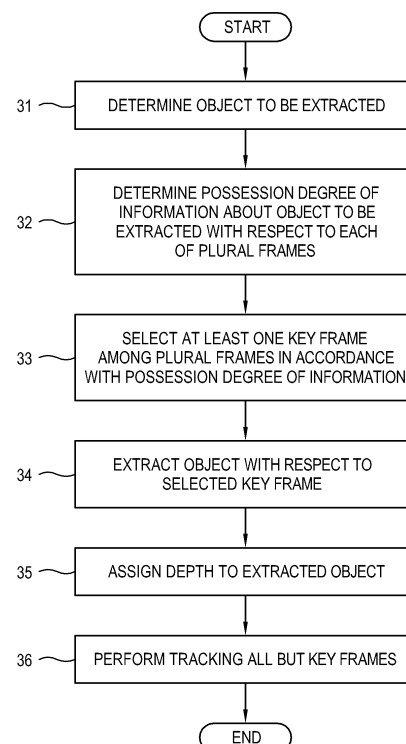 START
31
DETERMINE OBJECT TO BE EXTRACTED
32
DETERMINE POSSESSION DEGREE OF
INFORMATION ABOUT OBJECT TO BE
EXTRACTED WITH RESPECT TO EACH
OF PLURAL FRAMES
33
SELECT AT LEAST ONE KEY FRAME
AMONG PLURAL FRAMES IN ACCORDANCE
WITH POSSESSION DEGREE OF INFORMATION
34
EXTRACT OBJECT WITH RESPECT TO
SELECTED KEY FRAME
35
ASSIGN DEPTH TO EXTRACTED OBJECT
36
PERFORM TRACKING ALL BUT KEY FRAMES
END